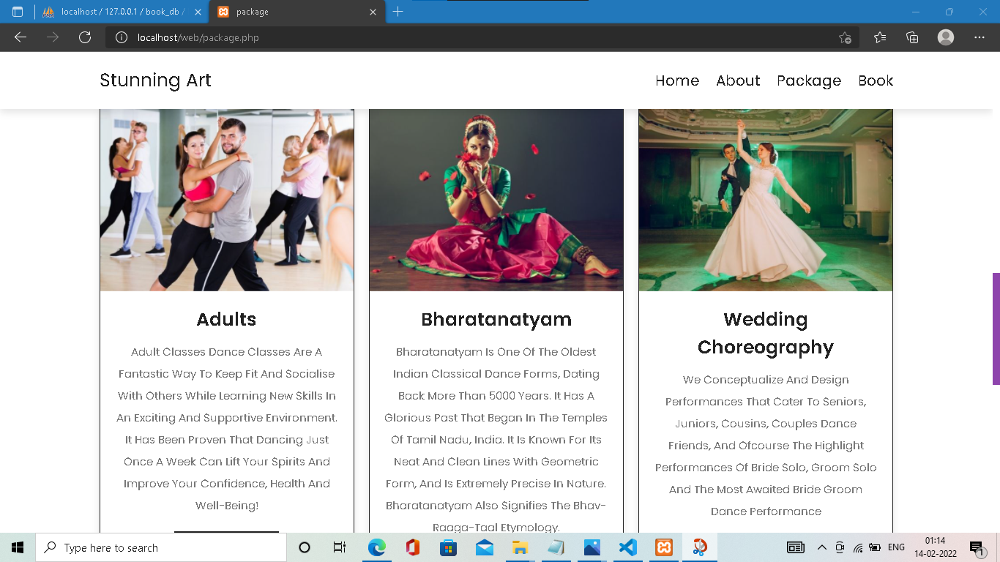 localhost / 127.0.0.1 / book_db /
package
localhost/web/package.php
Stunning Art
Home About Package Book
Adults
Adult Classes Dance Classes Are A
Fantastic Way To Keep Fit And Socialise
With Others While Learning New Skills In
An Exciting And Supportive Environment.
It Has Been Proven That Dancing Just
Once A Week Can Lift Your Spirits And
Improve Your Confidence, Health And
Well-Being!
Bharatanatyam
Bharatanatyam Is One Of The Oldest
Indian Classical Dance Forms, Dating
Back More Than 5000 Years. It Has A
Glorious Past That Began In The Temples
Of Tamil Nadu, India. It Is Known For Its
Neat And Clean Lines With Geometric
Form, And Is Extremely Precise In Nature.
Bharatanatyam Also Signifies The Bhav-
Raaga-Taal Etymology.
Wedding
Choreography
We Conceptualize And Design
Performances That Cater To Seniors,
Juniors, Cousins, Couples Dance
Friends, And Ofcourse The Highlight
Performances Of Bride Solo, Groom Solo
And The Most Awaited Bride Groom
Dance Performance
Type here to search
ENG
01:14
14-02-2022
1